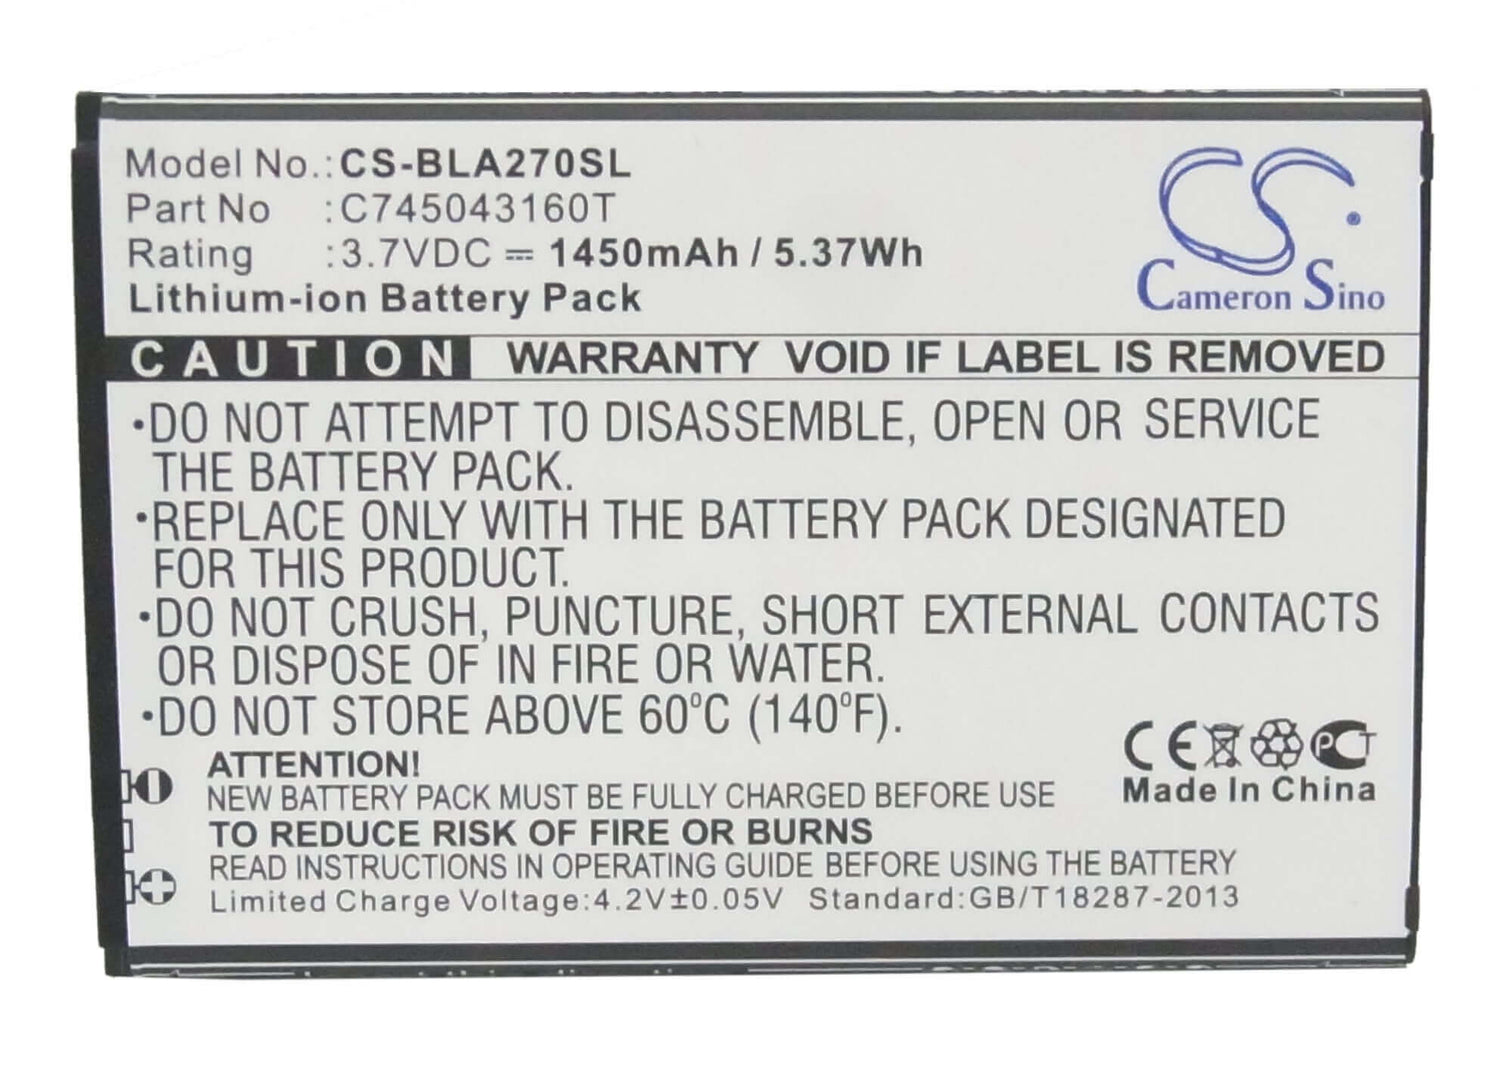 Model No.:CS-BLA270SL
Part No :C745043160T
Rating :3.7VDC ⎓ 1450mAh / 5.37Wh
Lithium-ion Battery Pack
CS
Cameron Sino
CAUTION WARRANTY VOID IF LABEL IS REMOVED
•DO NOT ATTEMPT TO DISASSEMBLE, OPEN OR SERVICE
THE BATTERY PACK.
•REPLACE ONLY WITH THE BATTERY PACK DESIGNATED
FOR THIS PRODUCT.
•DO NOT CRUSH, PUNCTURE, SHORT EXTERNAL CONTACTS
OR DISPOSE OF IN FIRE OR WATER.
•DO NOT STORE ABOVE 60°C (140°F).
ATTENTION!
NEW BATTERY PACK MUST BE FULLY CHARGED BEFORE USE
TO REDUCE RISK OF FIRE OR BURNS
READ INSTRUCTIONS IN OPERATING GUIDE BEFORE USING THE BATTERY
Limited Charge Voltage:4.2V±0.05V Standard:GB/T18287-2013
CE PCT
Made In China